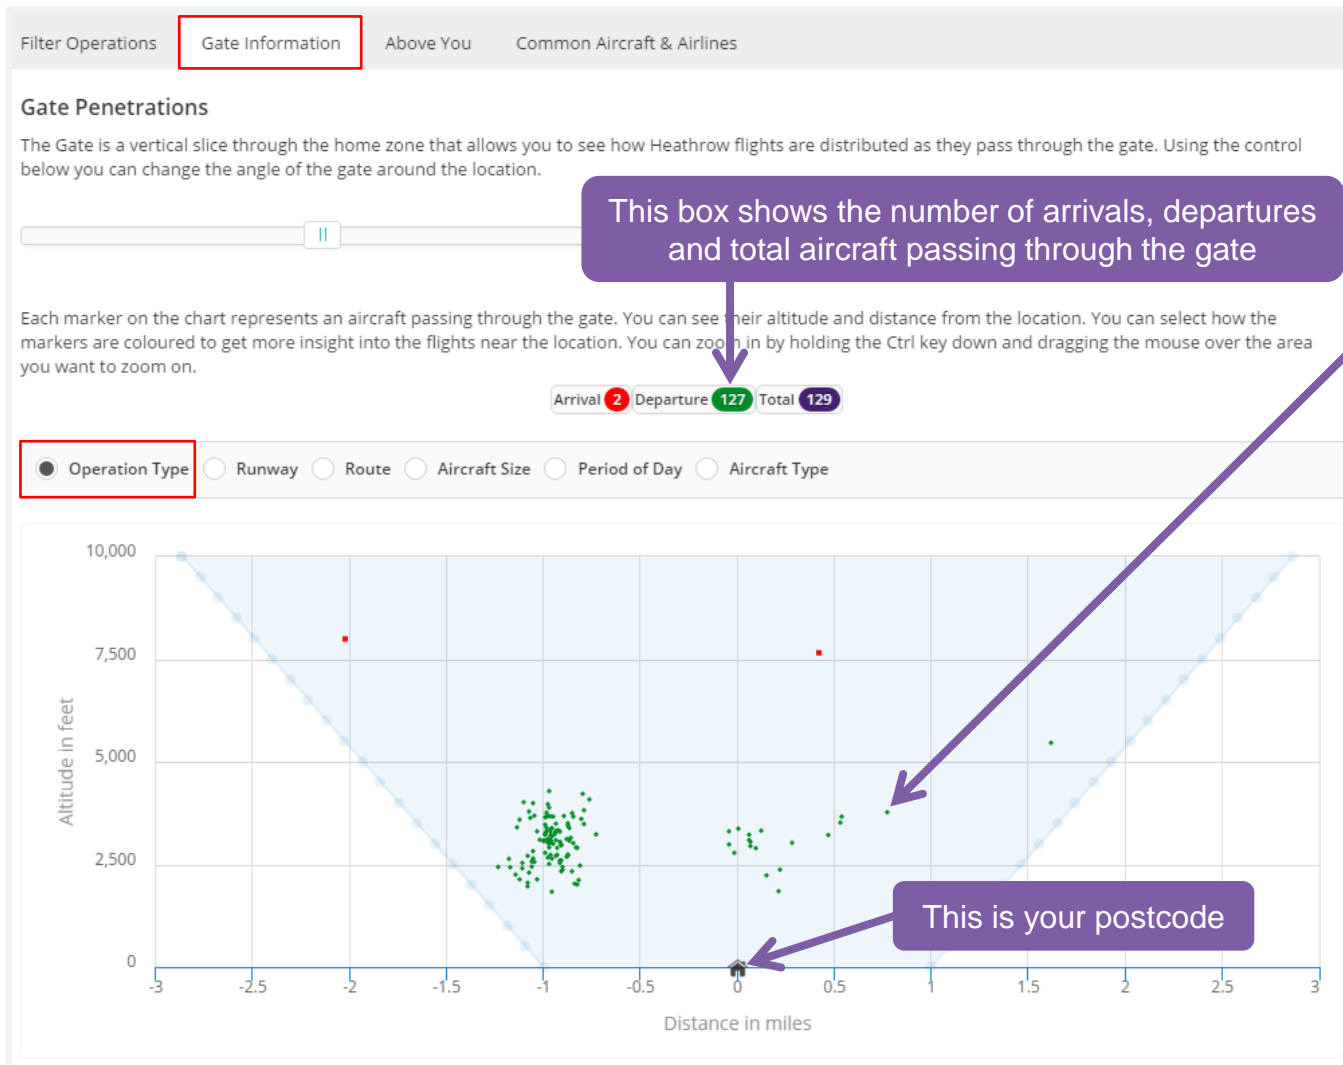 Filter Operations Gate Information Above You Common Aircraft & Airlines
Gate Penetrations
The Gate is a vertical slice through the home zone that allows you to see how Heathrow flights are distributed as they pass through the gate. Using the control
below you can change the angle of the gate around the location.
This box shows the number of arrivals, departures
and total aircraft passing through the gate
Each marker on the chart represents an aircraft passing through the gate. You can see their altitude and distance from the location. You can select how the
markers are coloured to get more insight into the flights near the location. You can zoom in by holding the Ctrl key down and dragging the mouse over the area
you want to zoom on.
Arrival 2 Departure 127 Total 129
Operation Type Runway Route Aircraft Size Period of Day Aircraft Type
10,000
7,500
5,000
2,500
0
Altitude in feet
This is your postcode
-3 -2.5 -2 -1.5 -1 -0.5 0 0.5 1 1.5 2 2.5 3
Distance in miles